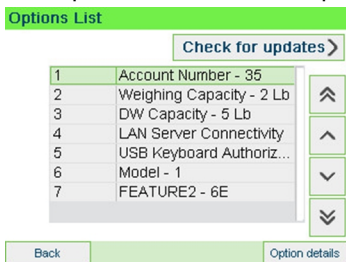 Options List
Check for updates
1 Account Number - 35
2 Weighing Capacity - 2 Lb
3 DW Capacity - 5 Lb
4 LAN Server Connectivity
5 USB Keyboard Authoriz...
6 Model - 1
7 FEATURE2 - 6E
Back Option details